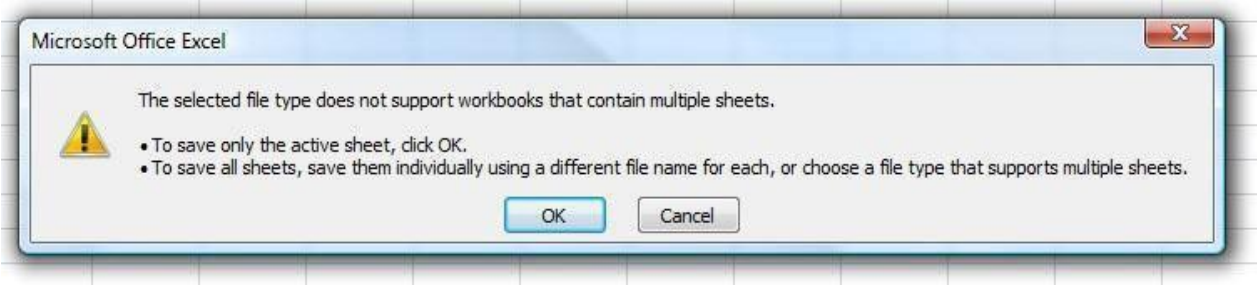 Microsoft Office Excel
The selected file type does not support workbooks that contain multiple sheets.
• To save only the active sheet, click OK.
• To save all sheets, save them individually using a different file name for each, or choose a file type that supports multiple sheets.
OK Cancel